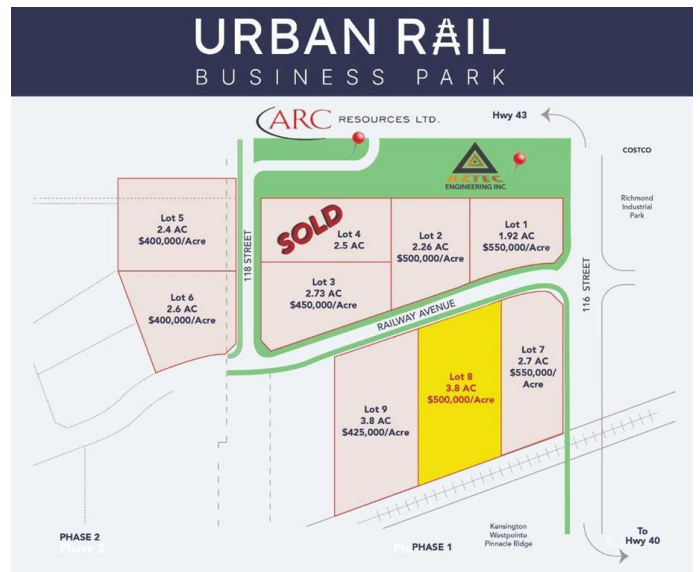 URBAN RAIL
BUSINESS PARK
ARC RESOURCES LTD.
Hwy 43
COSTCO
AZTEC
ENGINEERING INC.
Richmond
Industrial
Park
Lot 5
2.4 AC
$400,000/Acre
118 STREET
SOLD
Lot 4
2.5 AC
Lot 2
2.26 AC
$500,000/Acre
Lot 1
1.92 AC
$550,000/Acre
Lot 6
2.6 AC
$400,000/Acre
Lot 3
2.73 AC
$450,000/Acre
116 STREET
RAILWAY AVENUE
Lot 7
2.7 AC
$550,000/
Acre
Lot 8
3.8 AC
$500,000/Acre
Lot 9
3.8 AC
$425,000/Acre
PHASE 2
Phase 2
PHASE 1
Kensington
Westpointe
Pinnacle Ridge
To
Hwy 40